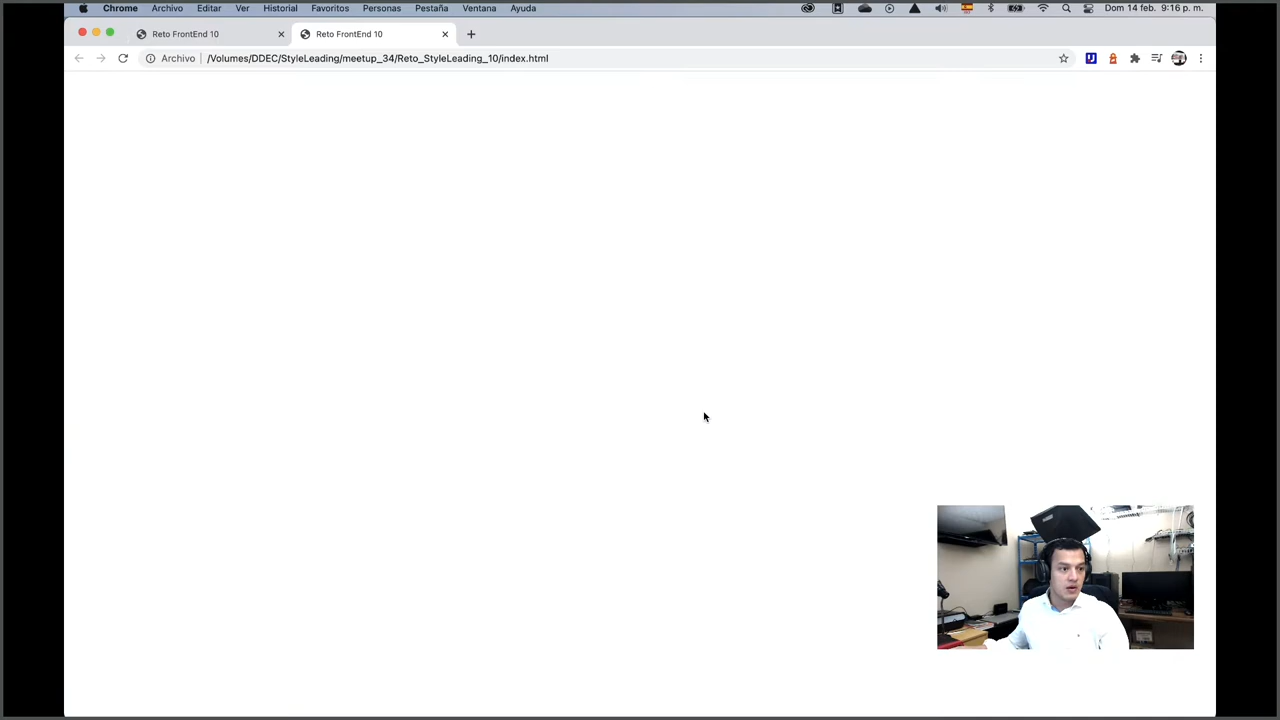 Chrome Archivo Editar Ver Historial Favoritos Personas Pestaña Ventana Ayuda Dom 14 feb. 9:16 p. m.
Reto FrontEnd 10 Reto FrontEnd 10
Archivo /Volumes/DDEC/StyleLeading/meetup_34/Reto_StyleLeading_10/index.html